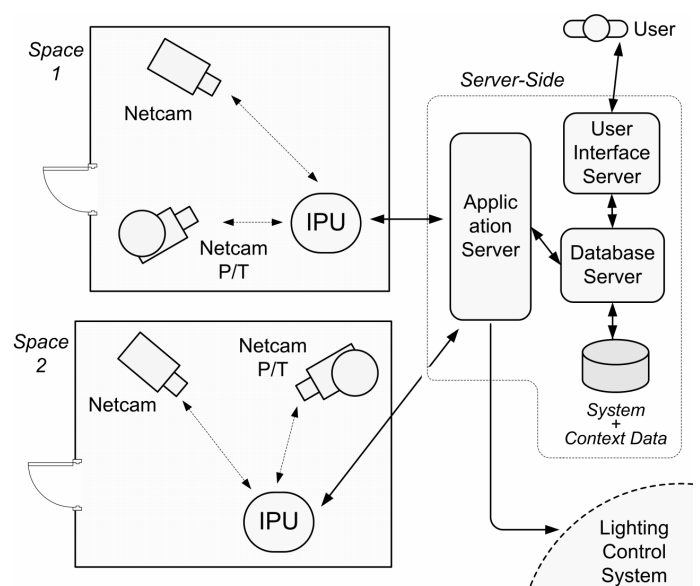 Space
1
Netcam
Netcam
P/T
IPU
Space
2
Netcam
Netcam
P/T
IPU
User
Server-Side
User
Interface
Server
Applic
ation
Server
Database
Server
System
+
Context Data
Lighting
Control
System